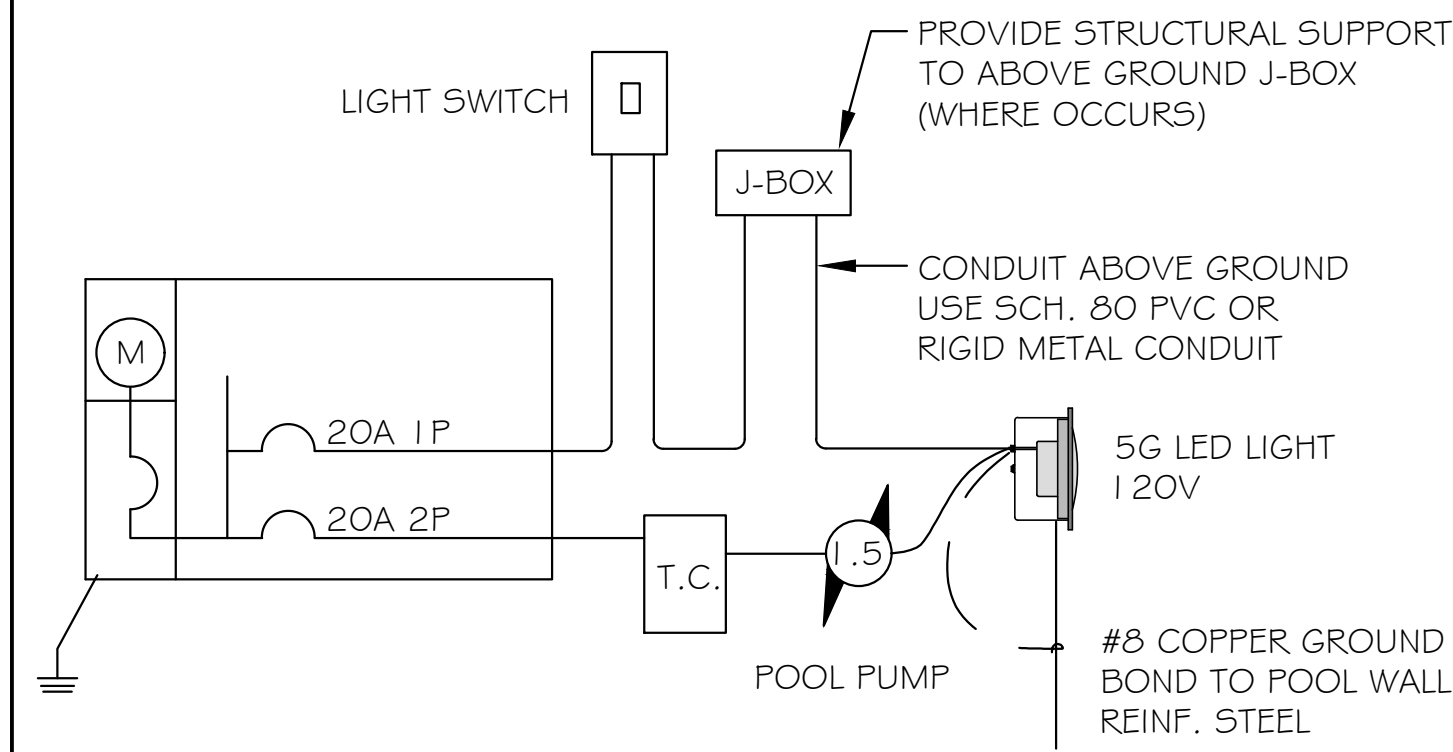 PROVIDE STRUCTURAL SUPPORT
TO ABOVE GROUND J-BOX
(WHERE OCCURS)
LIGHT SWITCH
J-BOX
CONDUIT ABOVE GROUND
USE SCH. 80 PVC OR
RIGID METAL CONDUIT
M
20A 1P
5G LED LIGHT
120V
20A 2P
T.C.
1.5
POOL PUMP
#8 COPPER GROUND
BOND TO POOL WALL
REINF. STEEL